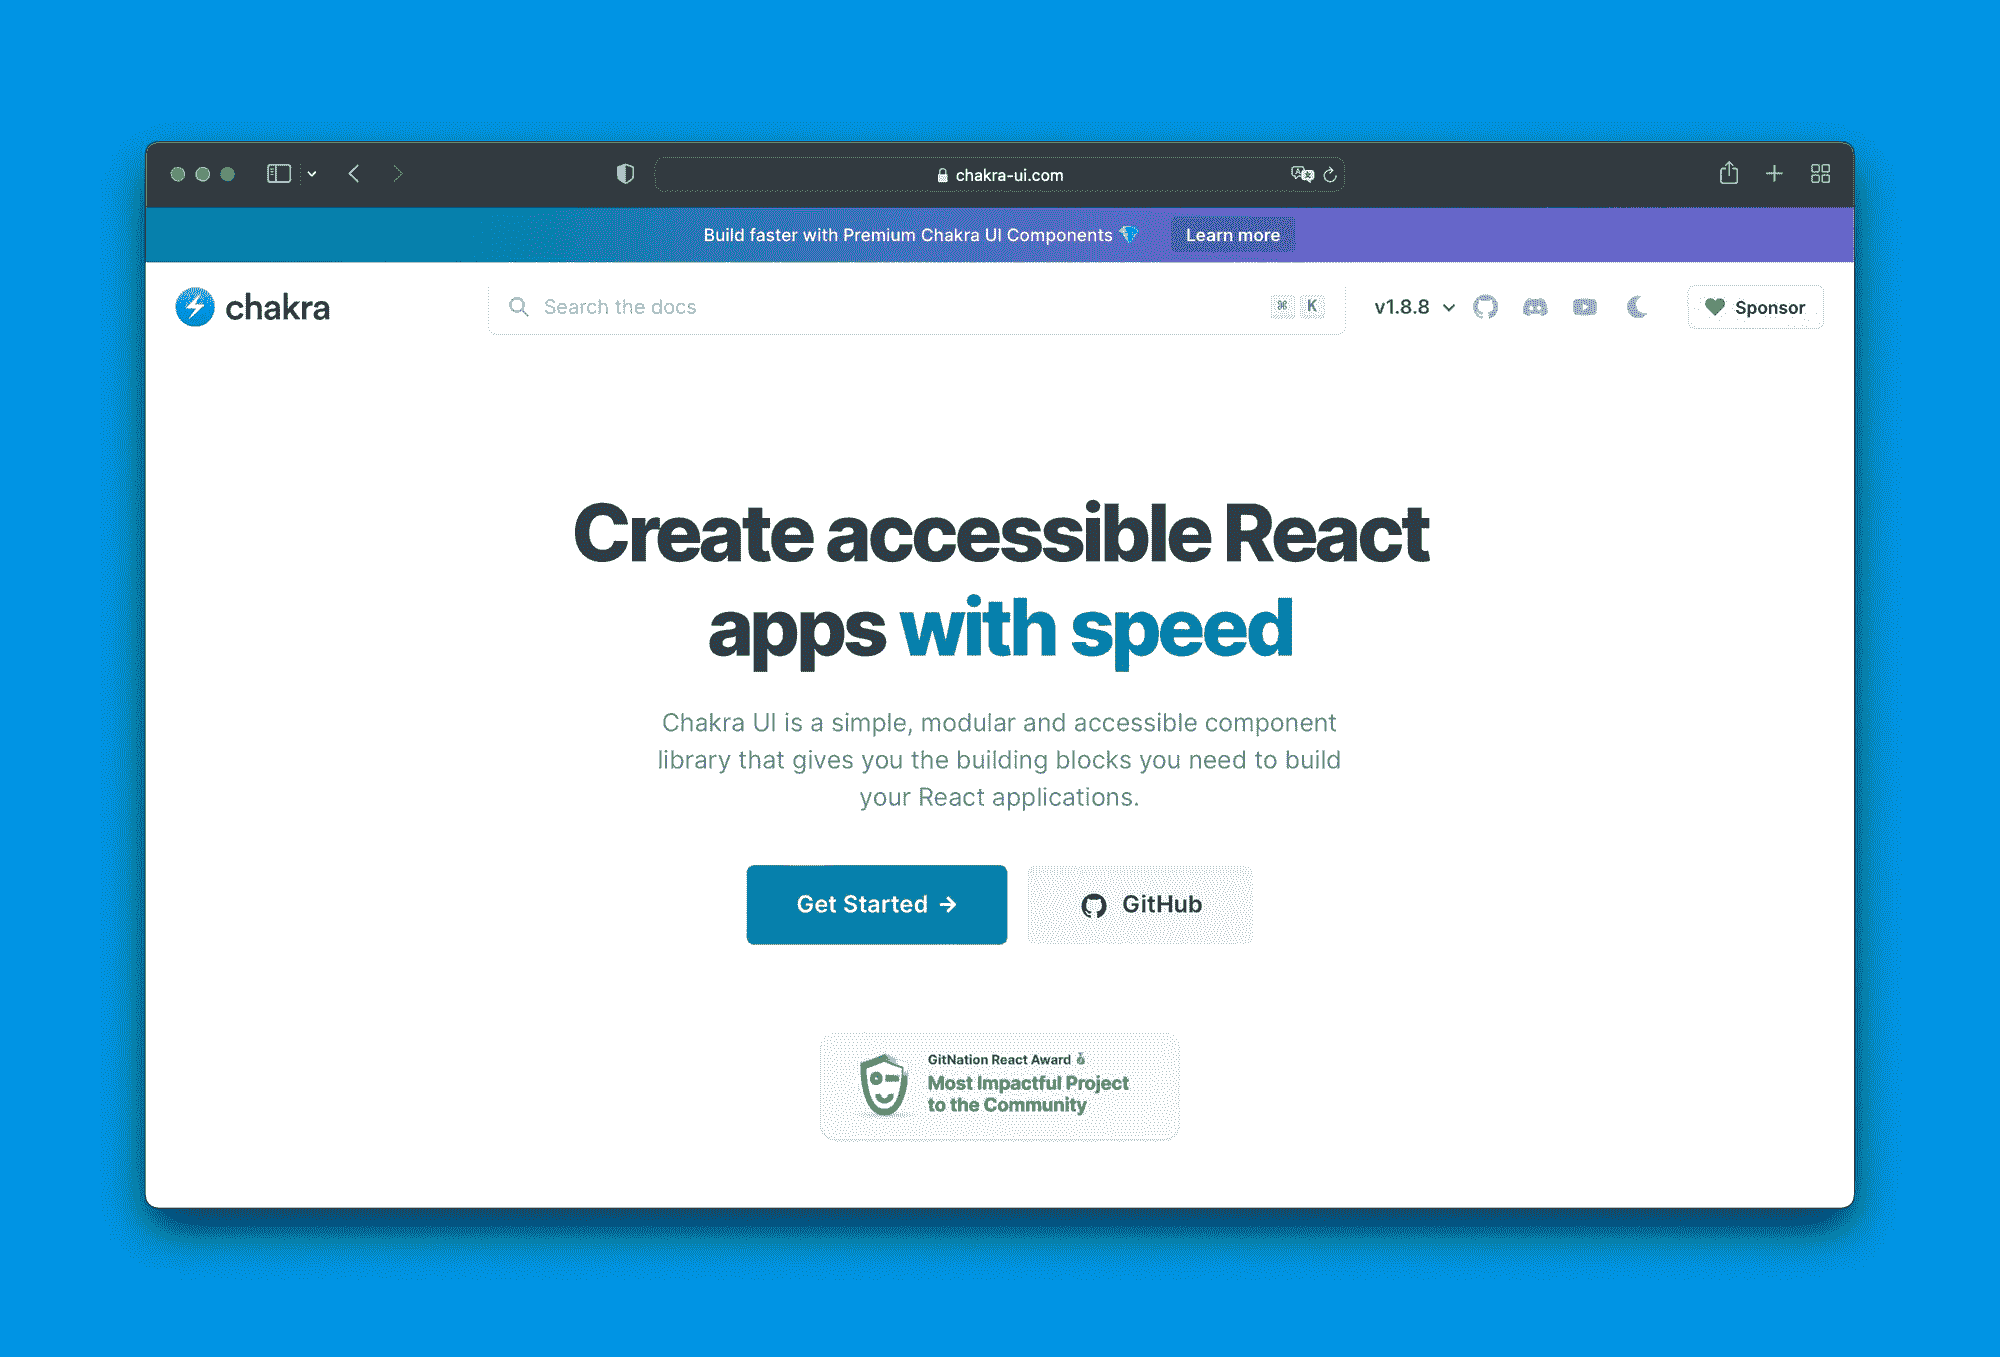 chakra-ui.com
Build faster with Premium Chakra UI Components 💎 Learn more
chakra
Search the docs
⌘ K
v1.8.8
Sponsor
Create accessible React
apps with speed
Chakra UI is a simple, modular and accessible component
library that gives you the building blocks you need to build
your React applications.
Get Started →
GitHub
GitNation React Award
Most Impactful Project
to the Community